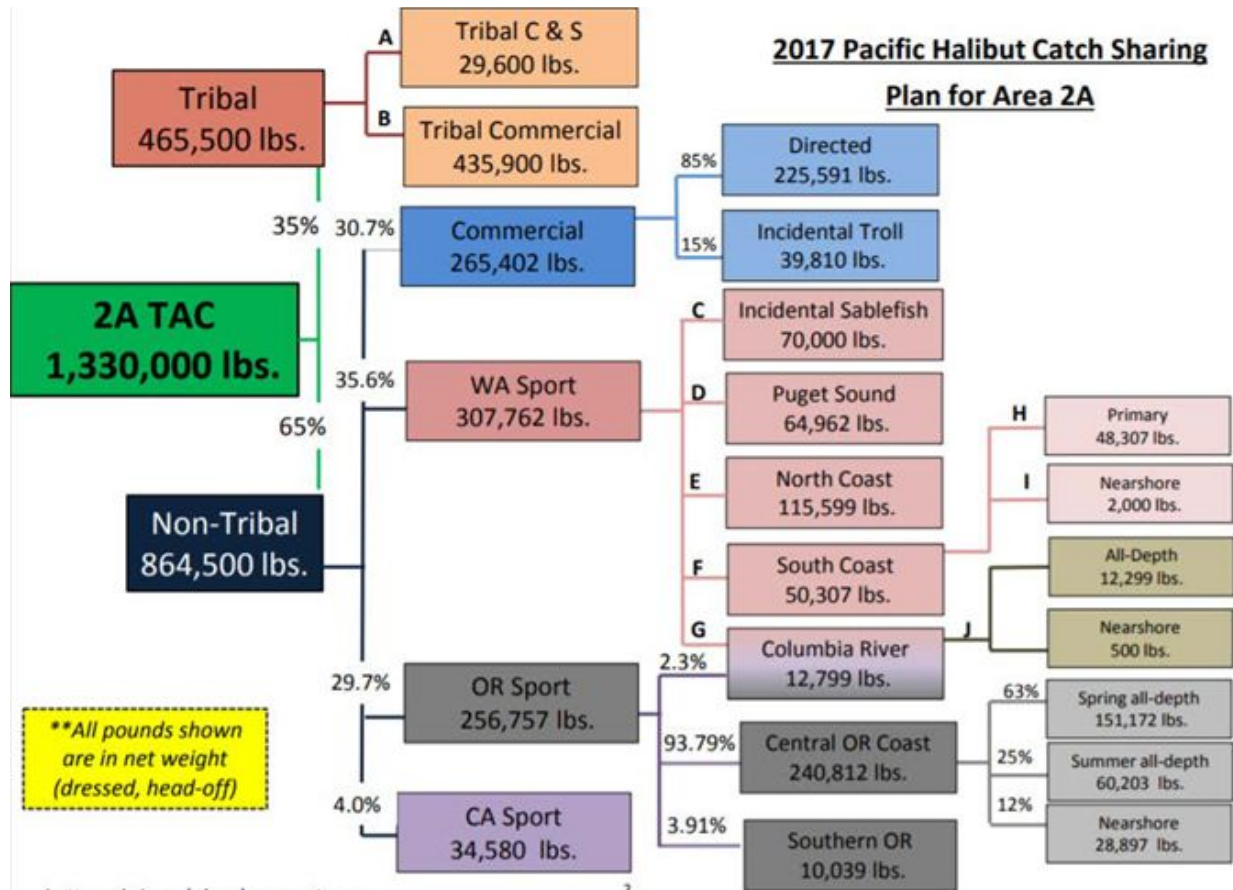 2017 Pacific Halibut Catch Sharing
Plan for Area 2A
A
Tribal C & S
29,600 lbs.
Tribal
465,500 lbs.
B
Tribal Commercial
435,900 lbs.
35%
30.7%
Commercial
265,402 lbs.
85%
Directed
225,591 lbs.
15%
Incidental Troll
39,810 lbs.
2A TAC
1,330,000 lbs.
65%
35.6%
WA Sport
307,762 lbs.
C
Incidental Sablefish
70,000 lbs.
D
Puget Sound
64,962 lbs.
E
North Coast
115,599 lbs.
F
South Coast
50,307 lbs.
G
Columbia River
12,799 lbs.
H
Primary
48,307 lbs.
I
Nearshore
2,000 lbs.
J
All-Depth
12,299 lbs.
Nearshore
500 lbs.
Non-Tribal
864,500 lbs.
29.7%
OR Sport
256,757 lbs.
2.3%
93.79%
Central OR Coast
240,812 lbs.
3.91%
Southern OR
10,039 lbs.
63%
Spring all-depth
151,172 lbs.
25%
Summer all-depth
60,203 lbs.
12%
Nearshore
28,897 lbs.
4.0%
CA Sport
34,580 lbs.
**All pounds shown
are in net weight
(dressed, head-off)